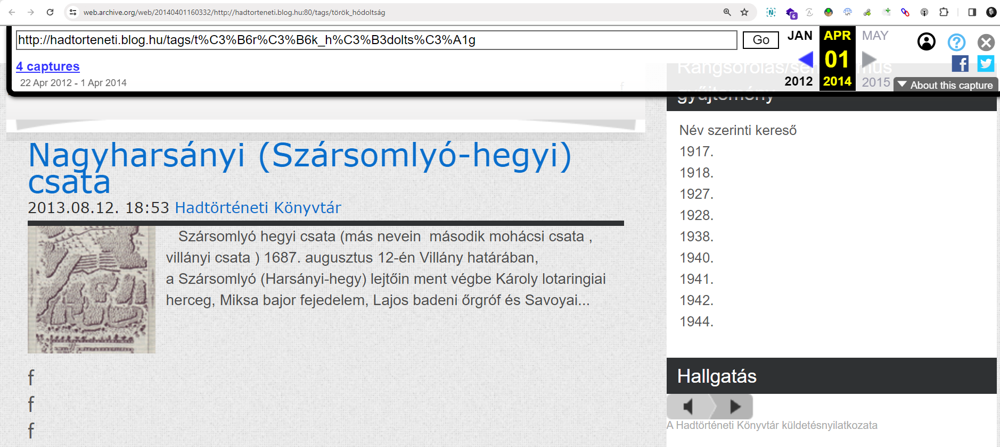 web.archive.org/web/20140401160332/http://hadtorteneti.blog.hu:80/tags/török_hódoltság
6
http://hadtorteneti.blog.hu/tags/t%C3%B6r%C3%B6k_h%C3%B3dolts%C3%A1g
Go
JAN
APR
MAY
4 captures
01
22 Apr 2012 - 1 Apr 2014
2012
2014
2015
About this capture
gyűjtemény
Név szerinti kereső
1917.
1918.
1927.
1928.
1938.
1940.
1941.
1942.
1944.
Nagyharsányi (Szársomlyó-hegyi)
csata
2013.08.12. 18:53 Hadtörténeti Könyvtár
Szársomlyó hegyi csata (más nevein második mohácsi csata ,
villányi csata ) 1687. augusztus 12-én Villány határában,
a Szársomlyó (Harsányi-hegy) lejtőin ment végbe Károly lotaringiai
herceg, Miksa bajor fejedelem, Lajos badeni őrgróf és Savoyai...
f
f
f
Hallgatás
A Hadtörténeti Könyvtár küldetésnyilatkozata